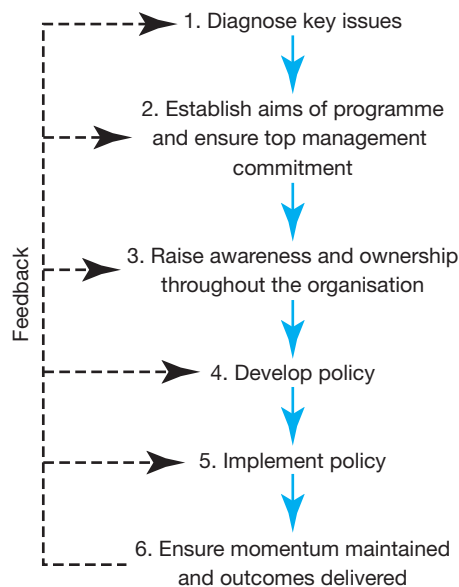 1. Diagnose key issues
2. Establish aims of programme
and ensure top management
commitment
3. Raise awareness and ownership
throughout the organisation
4. Develop policy
5. Implement policy
6. Ensure momentum maintained
and outcomes delivered
Feedback